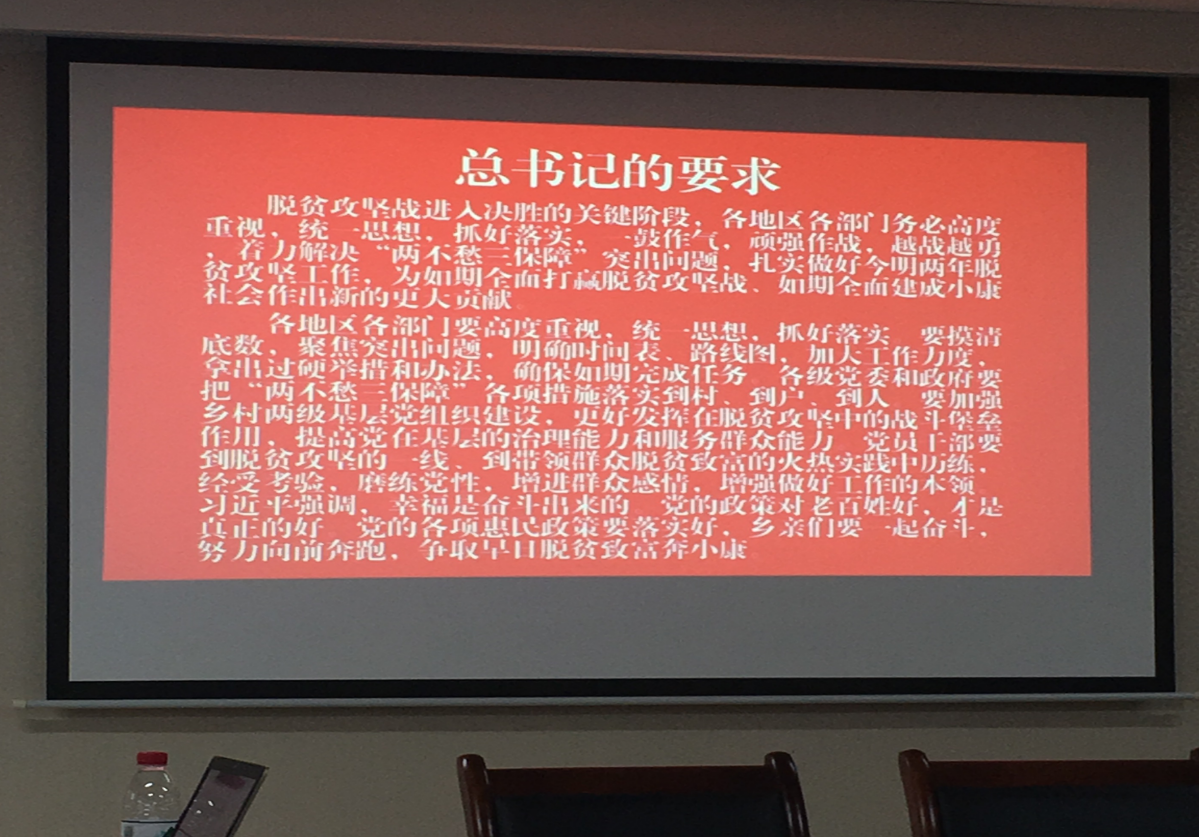 总书记的要求
脱贫攻坚战进入决胜的关键阶段，各地区各部门务必高度
重视，统一思想，抓好落实，一鼓作气，顽强作战，越战越勇
，着力解决“两不愁三保障”突出问题，扎实做好今明两年脱
贫攻坚工作，为如期全面打赢脱贫攻坚战、如期全面建成小康
社会作出新的更大贡献。
各地区各部门要高度重视，统一思想，抓好落实。要摸清
底数，聚焦突出问题，明确时间表、路线图，加大工作力度，
拿出过硬举措和办法，确保如期完成任务。各级党委和政府要
把“两不愁三保障”各项措施落实到村、到户、到人。要加强
乡村两级基层党组织建设，更好发挥在脱贫攻坚中的战斗堡垒
作用，提高党在基层的治理能力和服务群众能力。党员干部要
到脱贫攻坚的一线、到带领群众脱贫致富的火热实践中历练，
经受考验，磨练党性，增进群众感情，增强做好工作的本领。
习近平强调，幸福是奋斗出来的。党的政策对老百姓好，才是
真正的好。党的各项惠民政策要落实好，乡亲们要一起奋斗，
努力向前奔跑，争取早日脱贫致富奔小康。